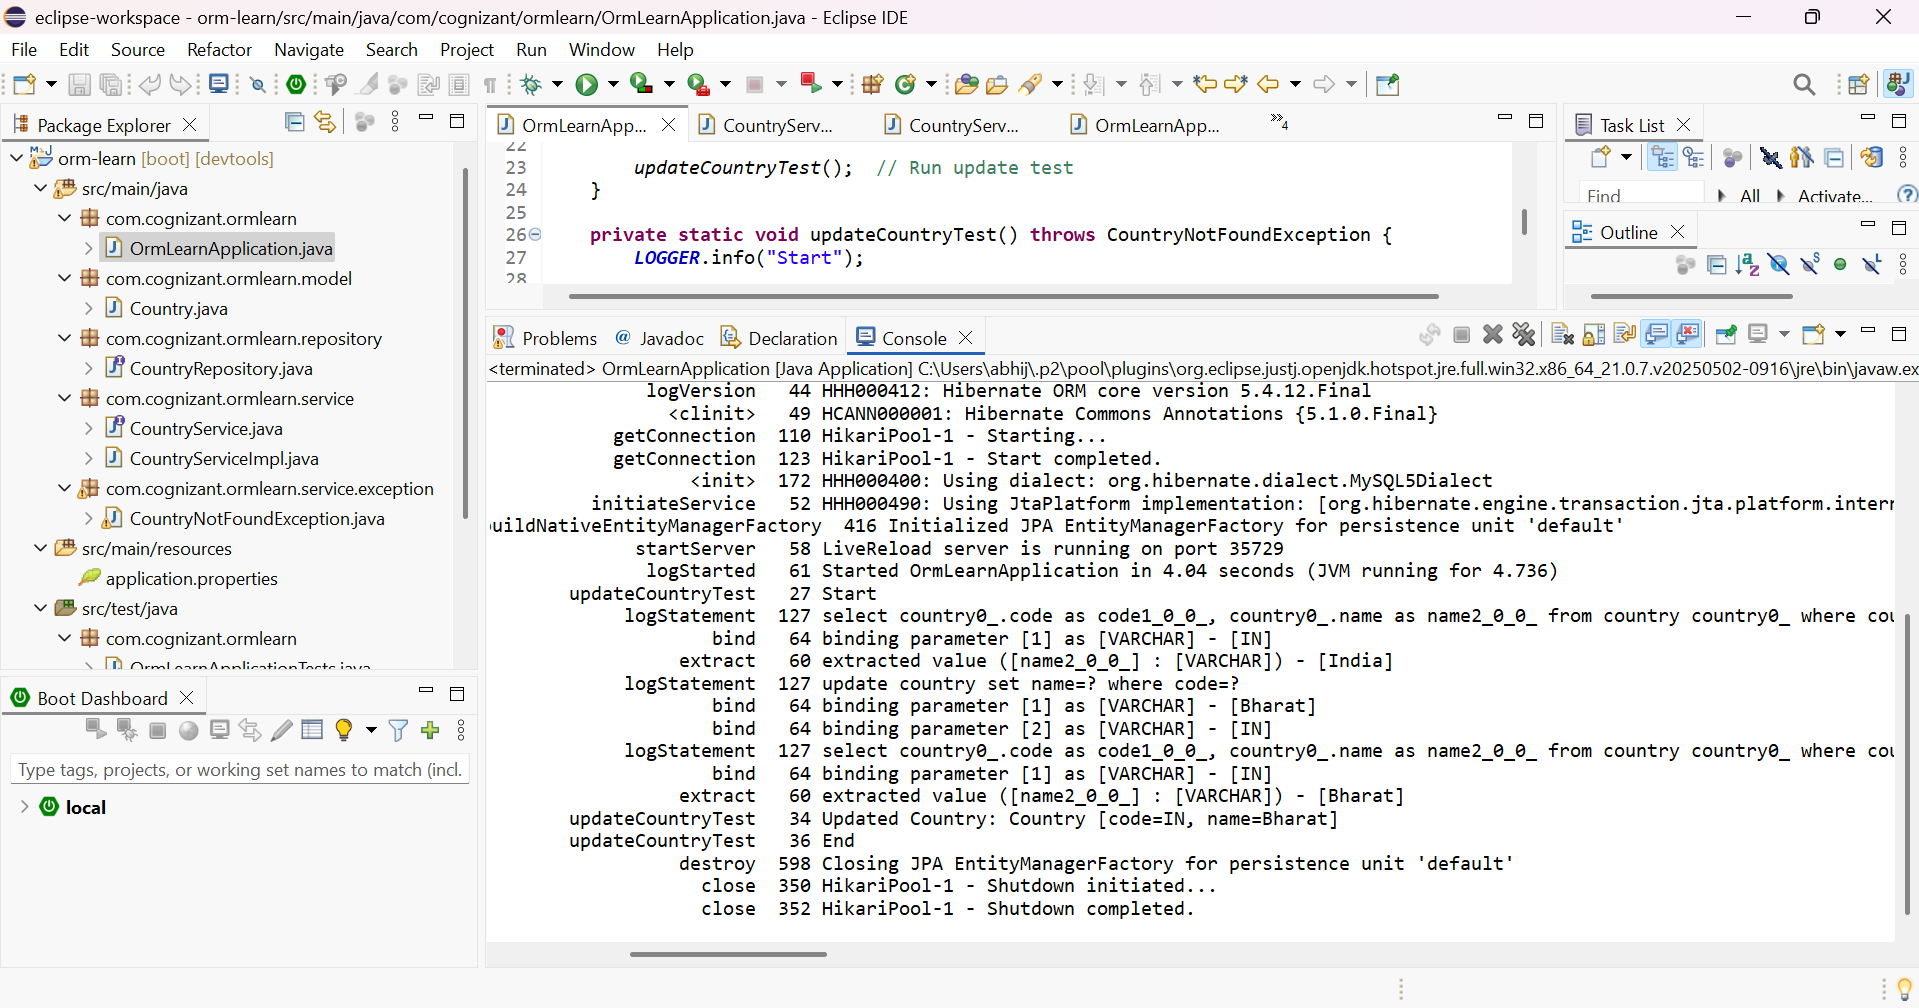 eclipse-workspace - orm-learn/src/main/java/com/cognizant/ormlearn/OrmLearnApplication.java - Eclipse IDE
File Edit Source Refactor Navigate Search Project Run Window Help
Package Explorer
orm-learn [boot] [devtools]
src/main/java
com.cognizant.ormlearn
OrmLearnApplication.java
com.cognizant.ormlearn.model
Country.java
com.cognizant.ormlearn.repository
CountryRepository.java
com.cognizant.ormlearn.service
CountryService.java
CountryServiceImpl.java
com.cognizant.ormlearn.service.exception
CountryNotFoundException.java
src/main/resources
application.properties
src/test/java
com.cognizant.ormlearn
OrmLearnApplicationTests.java
Boot Dashboard
Type tags, projects, or working set names to match (incl.
local
OrmLearnApp... CountryServ... CountryServ... OrmLearnApp... »4
22
23 updateCountryTest(); // Run update test
24 }
25
26 private static void updateCountryTest() throws CountryNotFoundException {
27 LOGGER.info("Start");
28
Task List
Find All Activate...
Outline
Problems @ Javadoc Declaration Console
<terminated> OrmLearnApplication [Java Application] C:\Users\abhij\.p2\pool\plugins\org.eclipse.justj.openjdk.hotspot.jre.full.win32.x86_64_21.0.7.v20250502-0916\jre\bin\javaw.ex
logVersion 44 HHH000412: Hibernate ORM core version 5.4.12.Final
<clinit> 49 HCANN000001: Hibernate Commons Annotations {5.1.0.Final}
getConnection 110 HikariPool-1 - Starting...
getConnection 123 HikariPool-1 - Start completed.
<init> 172 HHH000400: Using dialect: org.hibernate.dialect.MySQL5Dialect
initiateService 52 HHH000490: Using JtaPlatform implementation: [org.hibernate.engine.transaction.jta.platform.interr
uildNativeEntityManagerFactory 416 Initialized JPA EntityManagerFactory for persistence unit 'default'
startServer 58 LiveReload server is running on port 35729
logStarted 61 Started OrmLearnApplication in 4.04 seconds (JVM running for 4.736)
updateCountryTest 27 Start
logStatement 127 select country0_.code as code1_0_0_, country0_.name as name2_0_0_ from country country0_ where cou
bind 64 binding parameter [1] as [VARCHAR] - [IN]
extract 60 extracted value ([name2_0_0_] : [VARCHAR]) - [India]
logStatement 127 update country set name=? where code=?
bind 64 binding parameter [1] as [VARCHAR] - [Bharat]
bind 64 binding parameter [2] as [VARCHAR] - [IN]
logStatement 127 select country0_.code as code1_0_0_, country0_.name as name2_0_0_ from country country0_ where cou
bind 64 binding parameter [1] as [VARCHAR] - [IN]
extract 60 extracted value ([name2_0_0_] : [VARCHAR]) - [Bharat]
updateCountryTest 34 Updated Country: Country [code=IN, name=Bharat]
updateCountryTest 36 End
destroy 598 Closing JPA EntityManagerFactory for persistence unit 'default'
close 350 HikariPool-1 - Shutdown initiated...
close 352 HikariPool-1 - Shutdown completed.